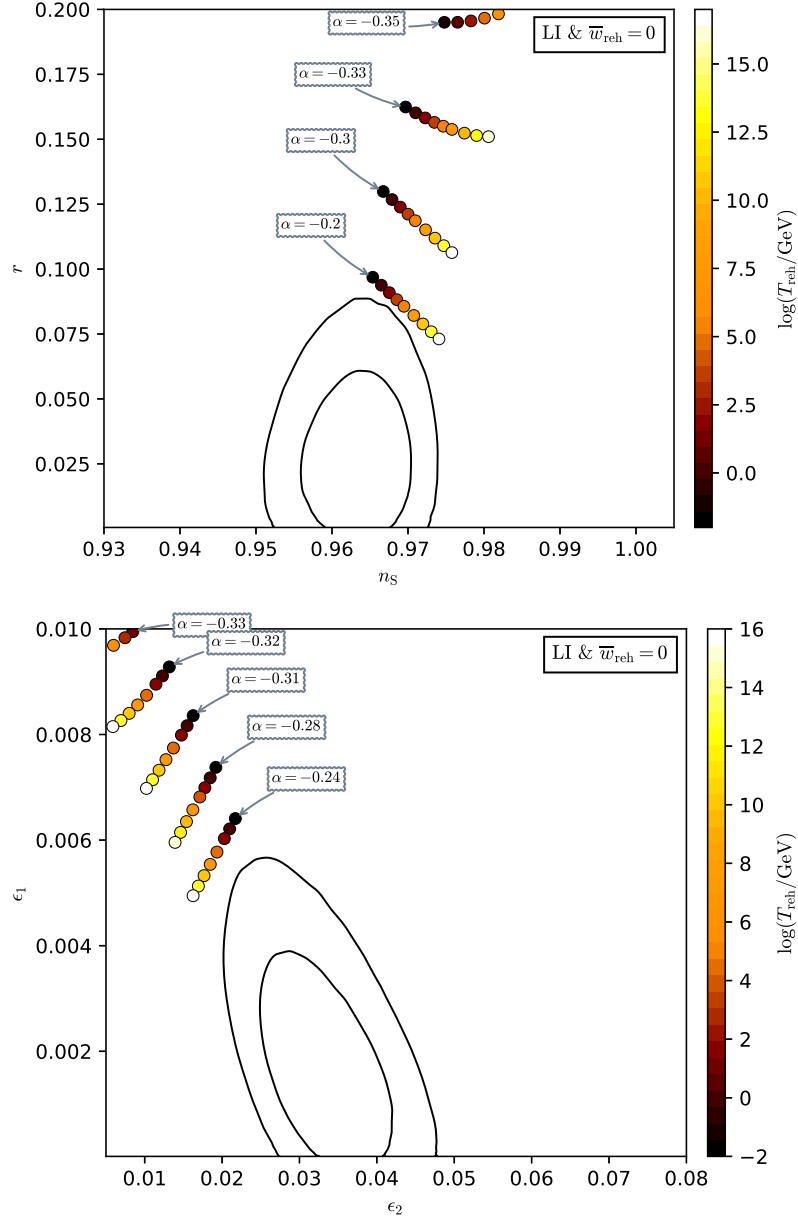 0.200
0.175
0.150
0.125
0.100
0.075
0.050
0.025
r
α = −0.35
α = −0.33
α = −0.3
α = −0.2
LI & w̅_reh = 0
0.93 0.94 0.95 0.96 0.97 0.98 0.99 1.00
n_S
15.0
12.5
10.0
7.5
5.0
2.5
0.0
log(T_reh/GeV)
0.010
0.008
0.006
0.004
0.002
ϵ_1
α = −0.33
α = −0.32
α = −0.31
α = −0.28
α = −0.24
LI & w̅_reh = 0
0.01 0.02 0.03 0.04 0.05 0.06 0.07 0.08
ϵ_2
16
14
12
10
8
6
4
2
0
−2
log(T_reh/GeV)